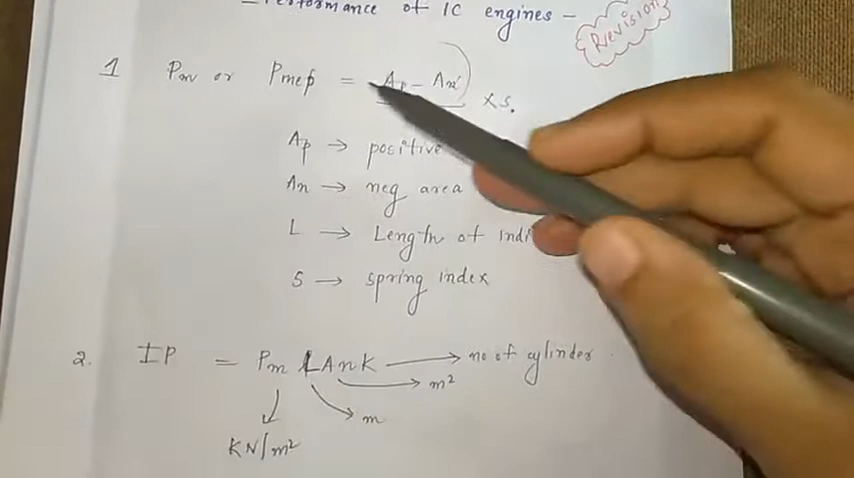 - Performance of IC engines -
Revision
1 Pm or Pmep = Ap - An × S.
Ap → positive
An → neg area
L → Length of indi
S → spring index
2. IP = Pm LAnK → no of cylinder
m²
m
KN/m²